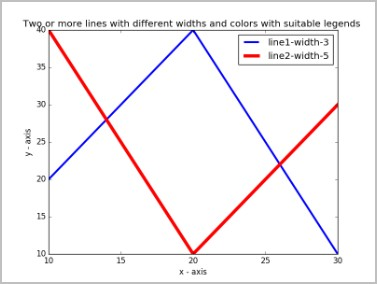 Two or more lines with different widths and colors with suitable legends
line1-width-3
line2-width-5
40
35
30
25
20
15
10
y - axis
10 15 20 25 30
x - axis